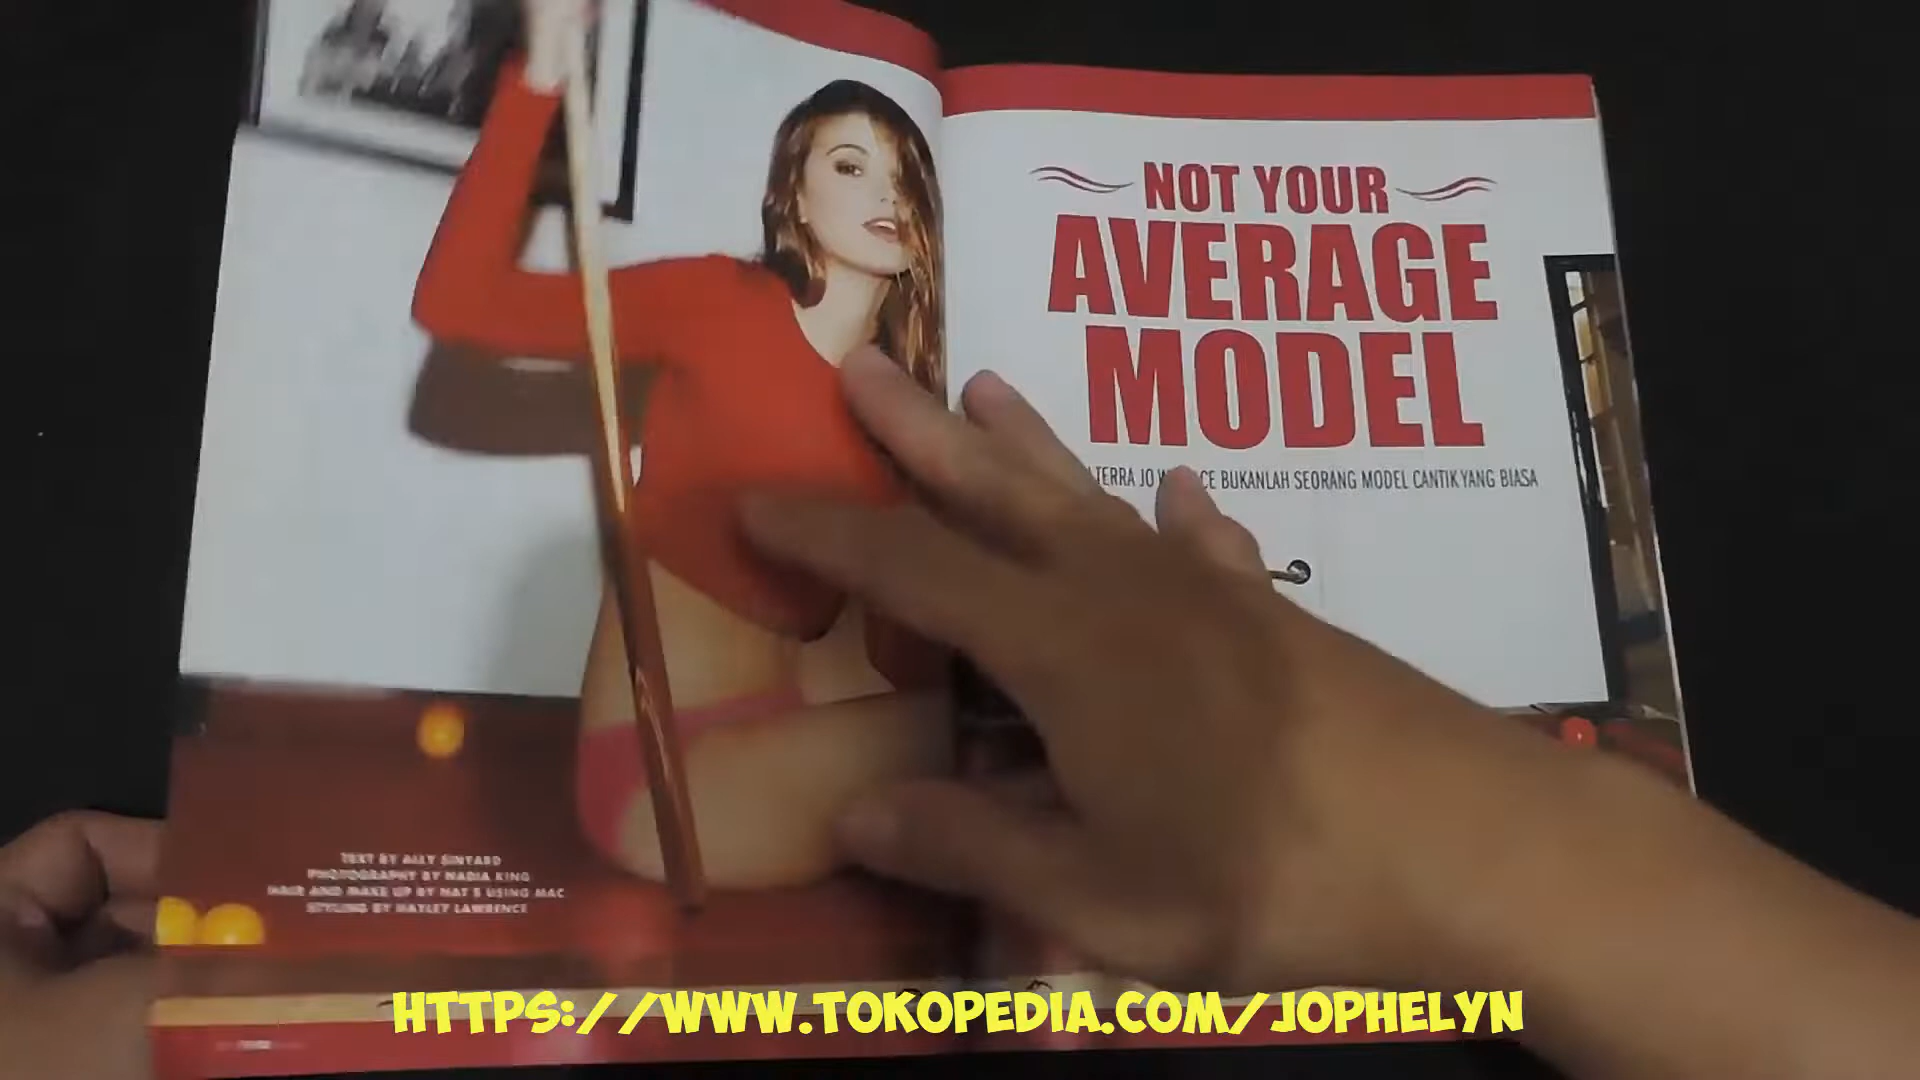 NOT YOUR
AVERAGE
MODEL
TERRA JO BUKANLAH SEORANG MODEL CANTIK YANG BIASA
TEXT BY ALLY SINYARD
PHOTOGRAPHY BY NADIA KING
HAIR AND MAKE UP BY NAT S USING MAC
STYLING BY HAYLEY LAWRENCE
HTTPS://WWW.TOKOPEDIA.COM/JOPHELYN